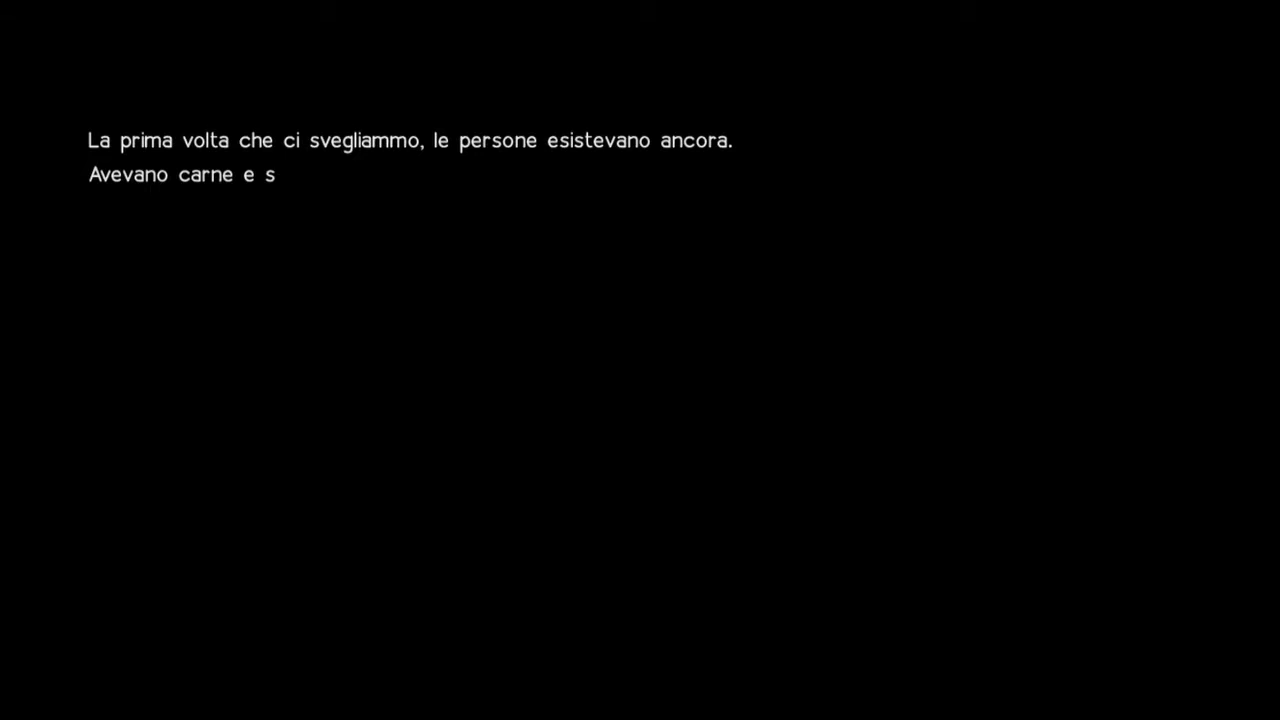 La prima volta che ci svegliammo, le persone esistevano ancora.
Avevano carne e s